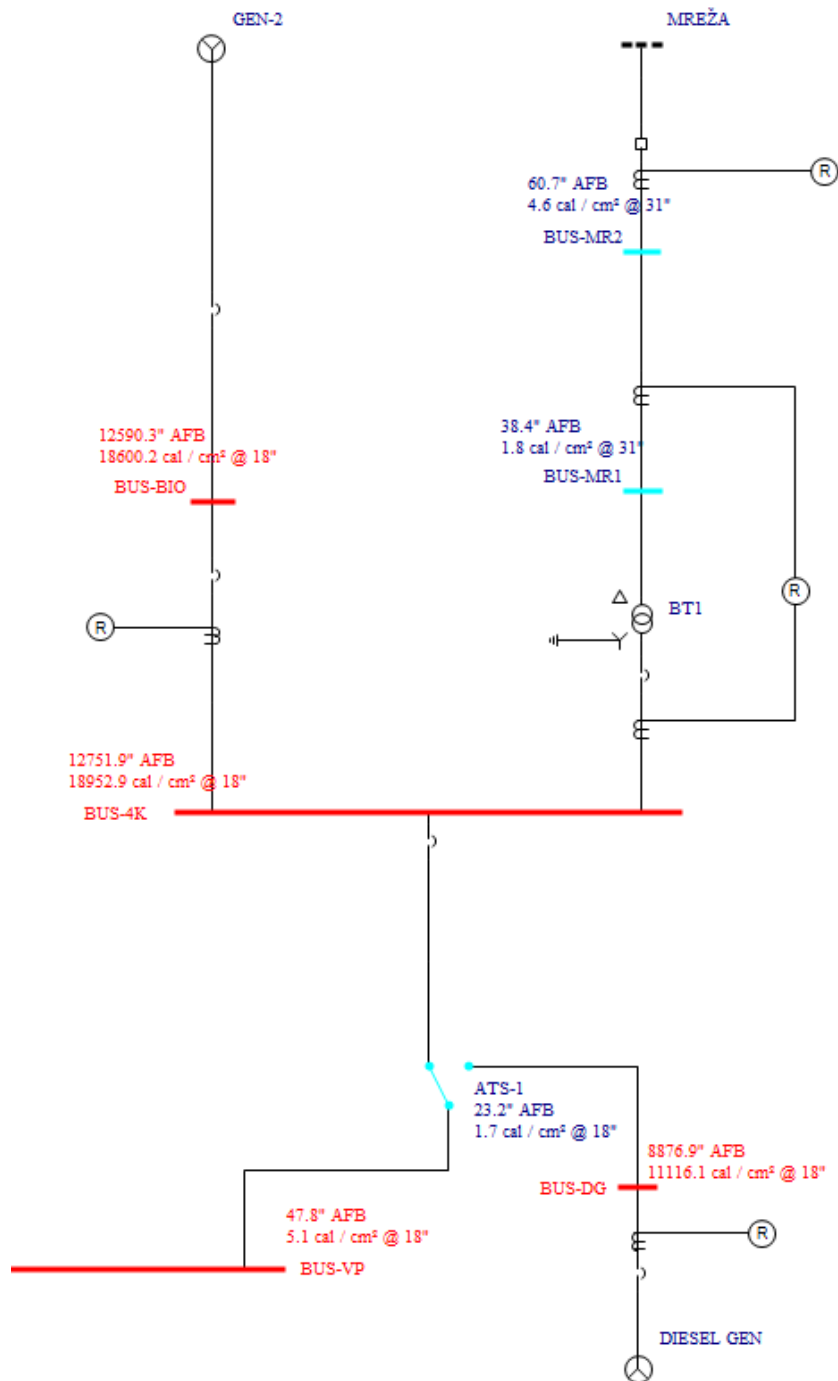 GEN-2
MREŽA
R
60.7" AFB
4.6 cal / cm² @ 31"
BUS-MR2
12590.3" AFB
18600.2 cal / cm² @ 18"
BUS-BIO
38.4" AFB
1.8 cal / cm² @ 31"
BUS-MR1
R
BT1
R
12751.9" AFB
18952.9 cal / cm² @ 18"
BUS-4K
ATS-1
23.2" AFB
1.7 cal / cm² @ 18"
8876.9" AFB
11116.1 cal / cm² @ 18"
BUS-DG
47.8" AFB
5.1 cal / cm² @ 18"
BUS-VP
R
DIESEL GEN